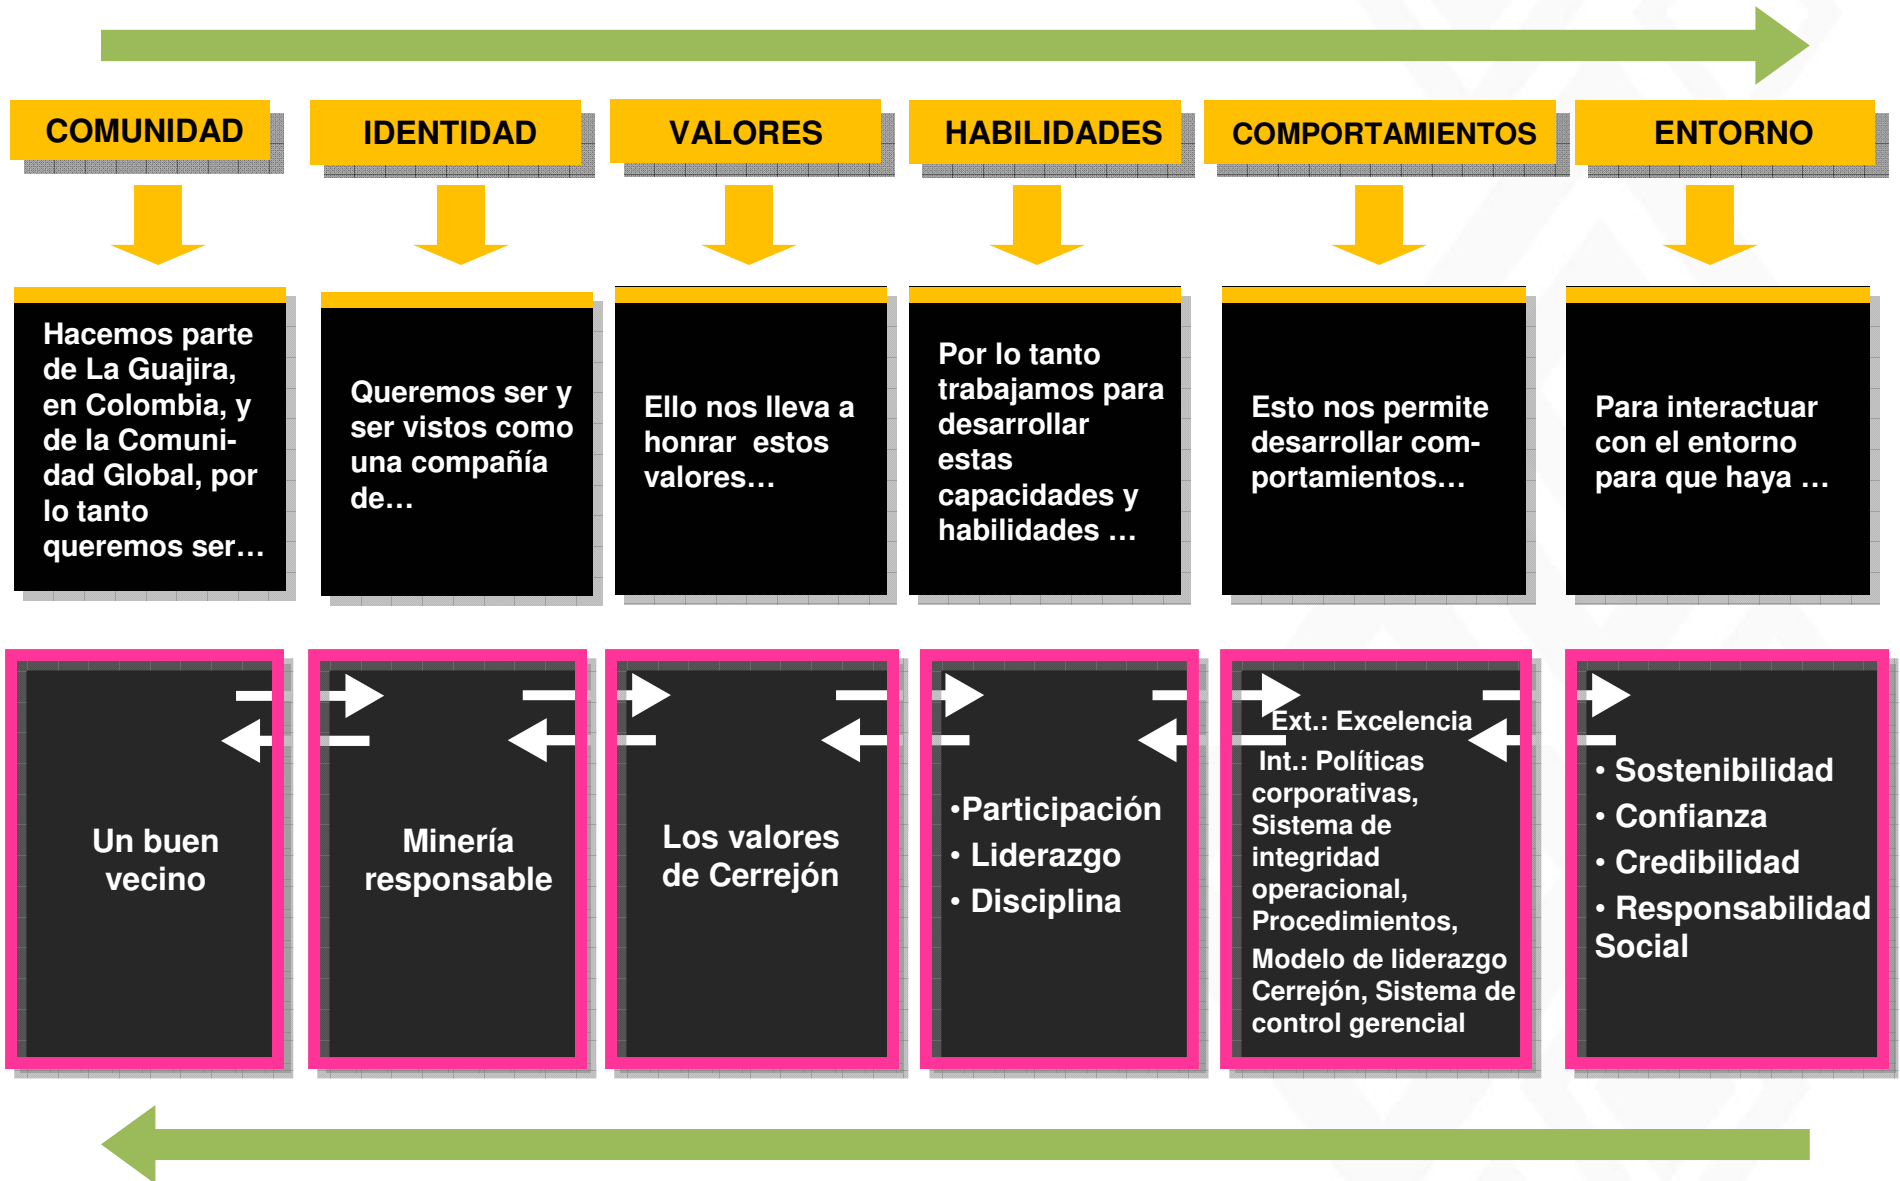 COMUNIDAD
IDENTIDAD
VALORES
HABILIDADES
COMPORTAMIENTOS
ENTORNO
Hacemos parte
de La Guajira,
en Colombia, y
de la Comuni-
dad Global, por
lo tanto
queremos ser…
Queremos ser y
ser vistos como
una compañía
de…
Ello nos lleva a
honrar estos
valores…
Por lo tanto
trabajamos para
desarrollar
estas
capacidades y
habilidades …
Esto nos permite
desarrollar com-
portamientos…
Para interactuar
con el entorno
para que haya …
Un buen
vecino
Minería
responsable
Los valores
de Cerrejón
•Participación
• Liderazgo
• Disciplina
Ext.: Excelencia
Int.: Políticas
corporativas,
Sistema de
integridad
operacional,
Procedimientos,
Modelo de liderazgo
Cerrejón, Sistema de
control gerencial
• Sostenibilidad
• Confianza
• Credibilidad
• Responsabilidad
Social